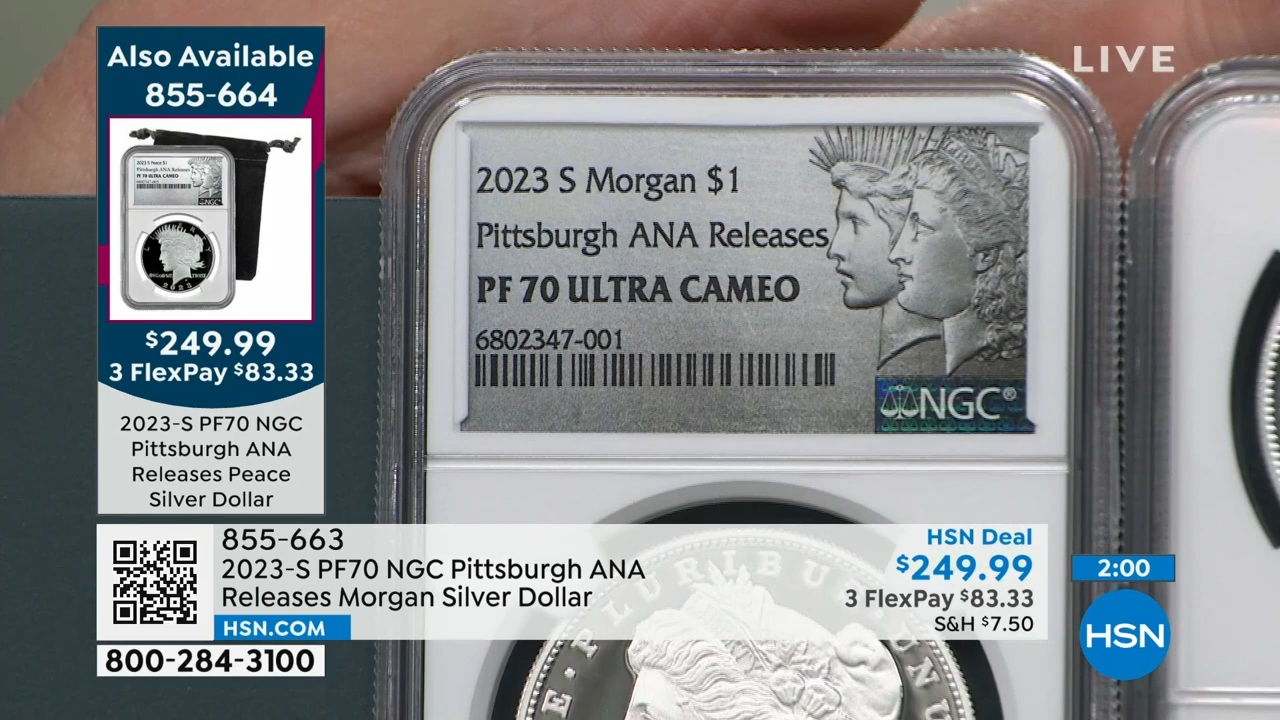 Also Available
855-664
2023 S Peace $1
Pittsburgh ANA Releases
PF 70 ULTRA CAMEO
NGC
$249.99
3 FlexPay $83.33
2023-S PF70 NGC
Pittsburgh ANA
Releases Peace
Silver Dollar
LIVE
2023 S Morgan $1
Pittsburgh ANA Releases
PF 70 ULTRA CAMEO
6802347-001
NGC®
E·PLURIBUS·UNU
855-663
2023-S PF70 NGC Pittsburgh ANA
Releases Morgan Silver Dollar
HSN.COM
HSN Deal
$249.99
3 FlexPay $83.33
S&H $7.50
800-284-3100
2:00
HSN